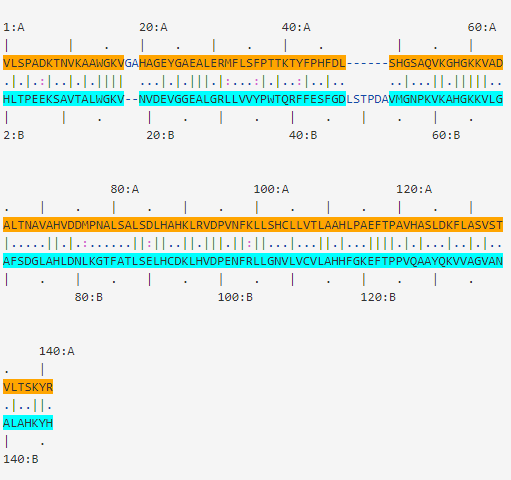 1:A 20:A 40:A 60:A
| | . | . | . | . | . |
VLSPADKTNVKAAWGKVGAHAGEYGAEALERMFLSFPTTKTYFPHFDL------SHGSAQVKGHGKKVAD
.|.|.:|..|.|.||||  ...|.|.|||.|:...:|.|..:|..|..      ..|...||.|||||..
HLTPEEKSAVTALWGKV--NVDEVGGEALGRLLVVYPWTQRFFESFGDLSTPDAVMGNPKVKAHGKKVLG
| | . | . | . | . | . | .
2:B 20:B 40:B 60:B
80:A 100:A 120:A
. | . | . | . | . | . | . |
ALTNAVAHVDDMPNALSALSDLHAHKLRVDPVNFKLLSHCLLVTLAAHLPAEFTPAVHASLDKFLASVST
|.....||.|.:......||:||..||.|||.||:||...|...||.|...||||.|.|...|..|.|..
AFSDGLAHLDNLKGTFATLSELHCDKLHVDPENFRLLGNVLVCVLAHHFGKEFTPPVQAAYQKVVAGVAN
| . | . | . | . | . | . | .
80:B 100:B 120:B
140:A
. |
VLTSKYR
.|..||.
ALAHKYH
| .
140:B